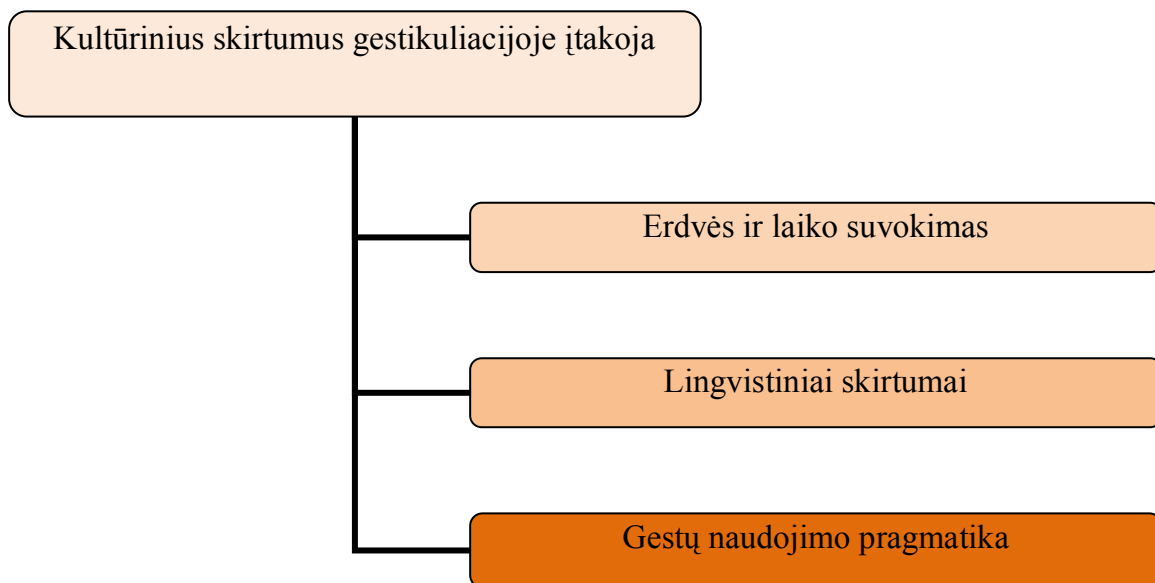 Kultūrinius skirtumus gestikuliacijoje įtakoja
Erdvės ir laiko suvokimas
Lingvistiniai skirtumai
Gestų naudojimo pragmatika